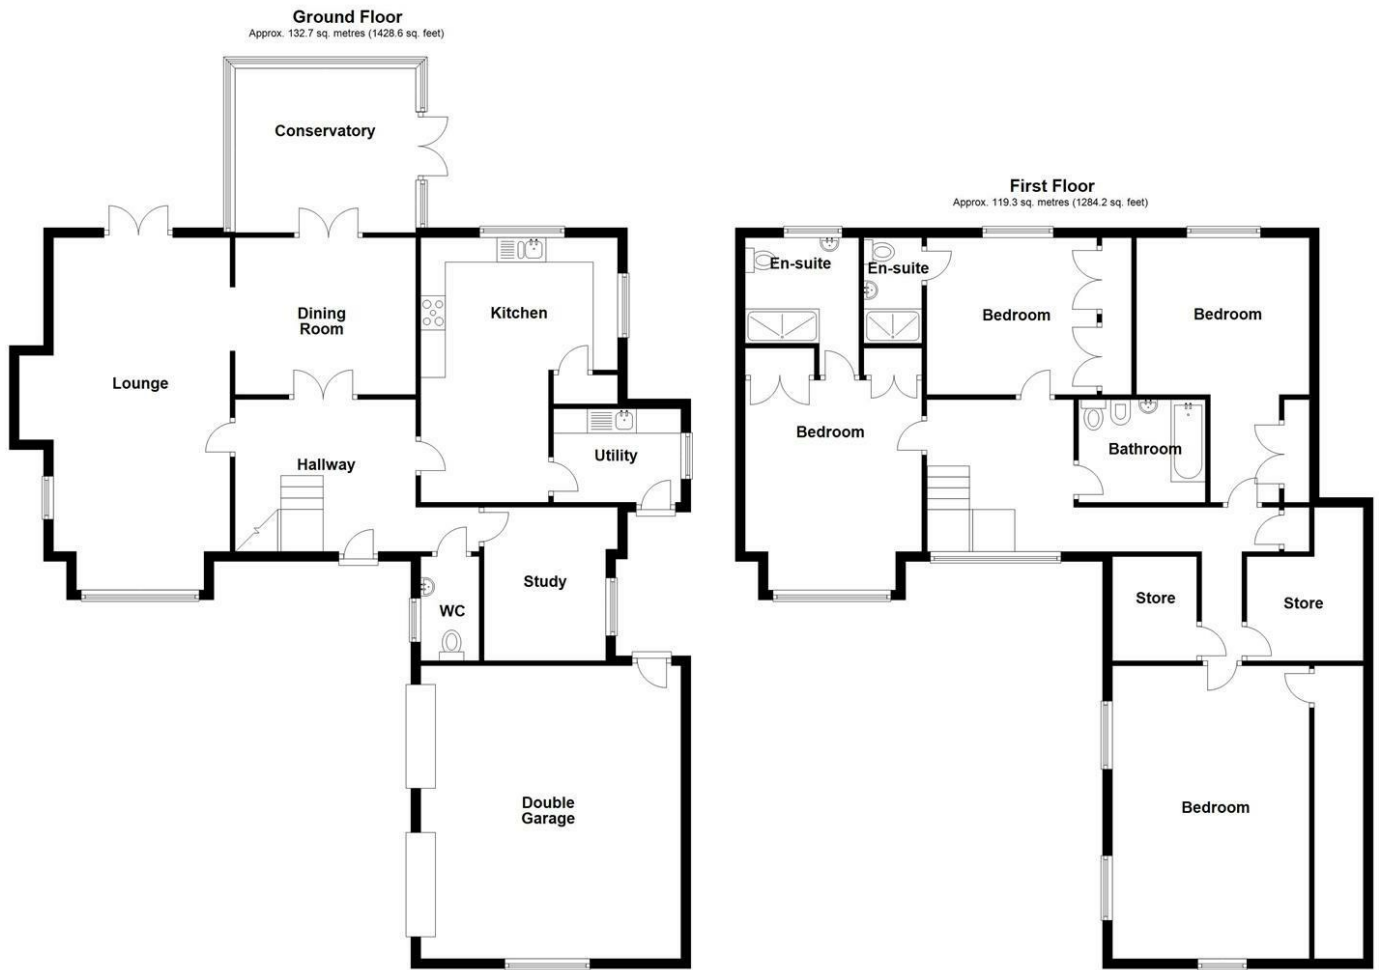 Ground Floor
Approx. 132.7 sq. metres (1428.6 sq. feet)
Conservatory
Dining
Room
Kitchen
Lounge
Hallway
Utility
Study
WC
Double
Garage
First Floor
Approx. 119.3 sq. metres (1284.2 sq. feet)
En-suite
En-suite
Bedroom
Bedroom
Bedroom
Bathroom
Store
Store
Bedroom